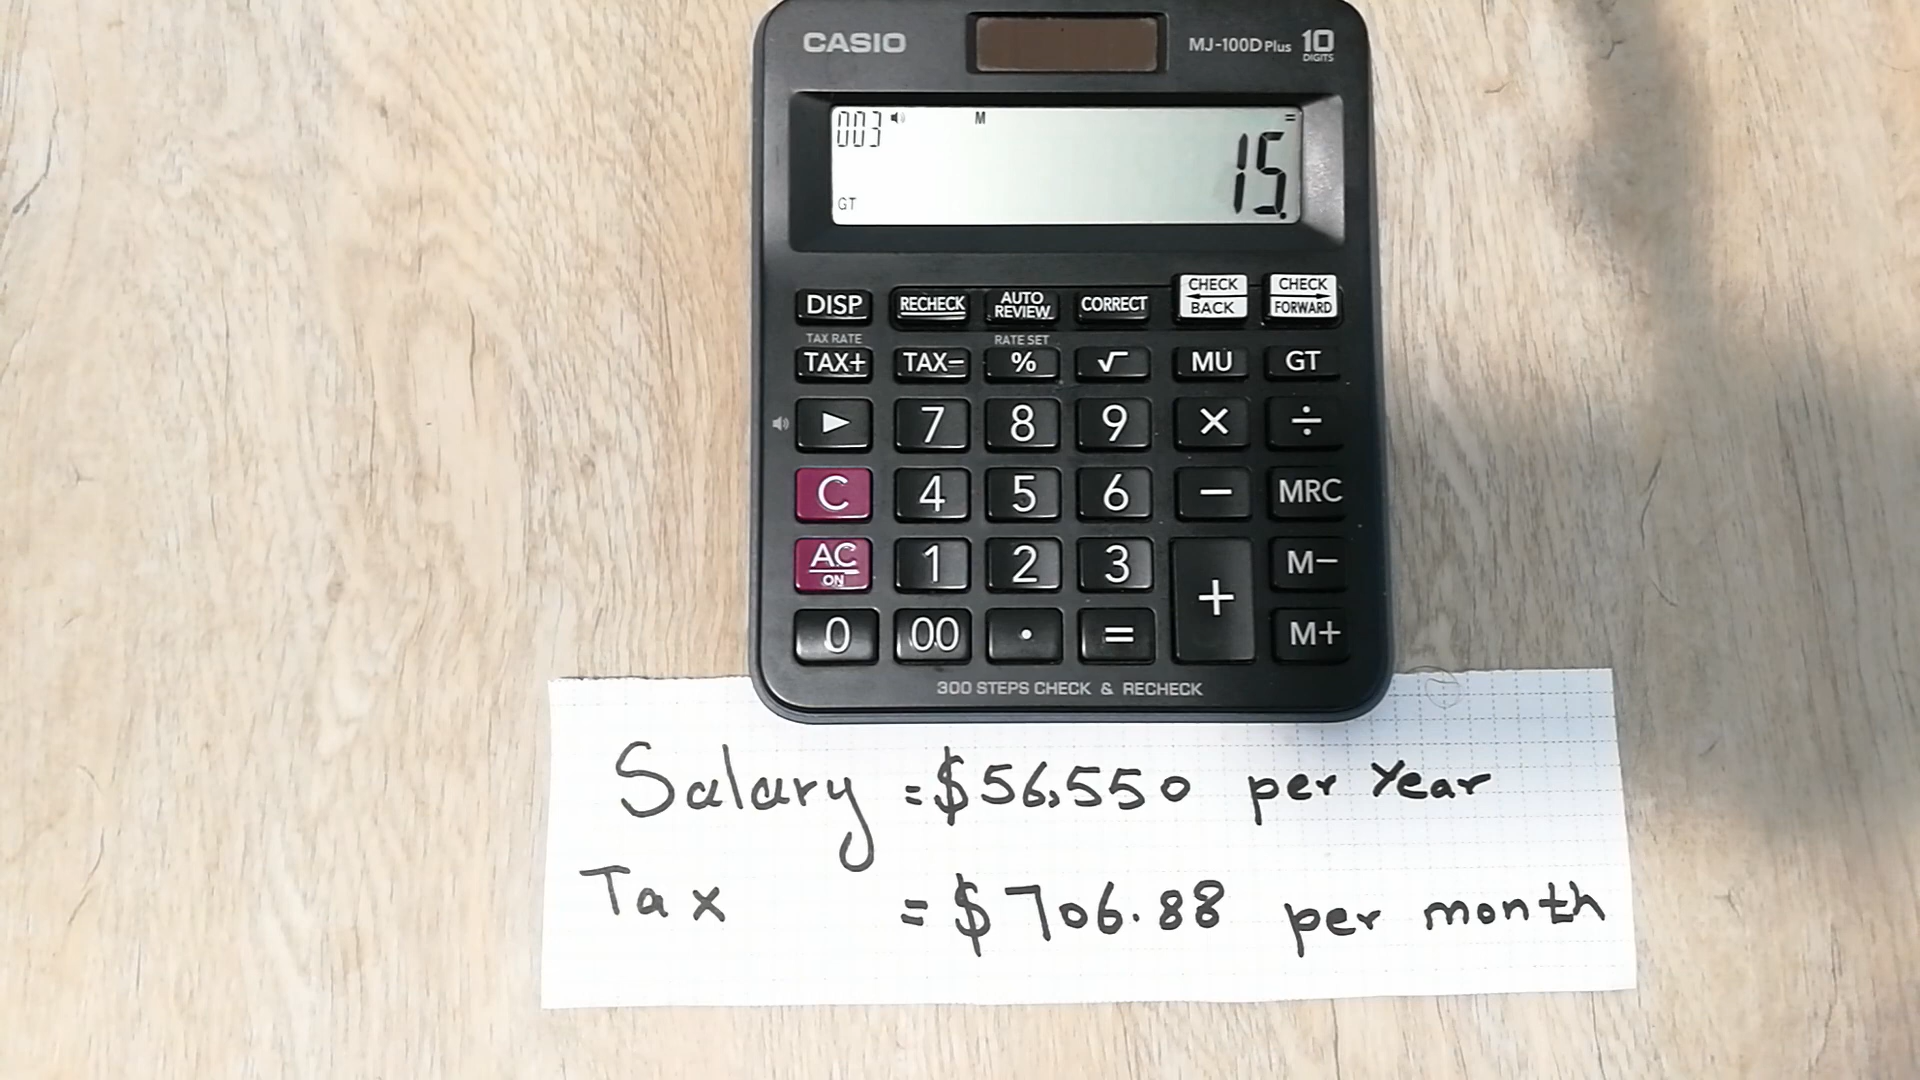 CASIO MJ-100D Plus 10 DIGITS
003 M =
15.
GT
DISP RECHECK AUTO REVIEW CORRECT CHECK BACK CHECK FORWARD
TAX RATE RATE SET
TAX+ TAX- % √ MU GT
7 8 9 × ÷
C 4 5 6 − MRC
AC ON 1 2 3 + M−
0 00 · = M+
300 STEPS CHECK & RECHECK
Salary = $56,550 per Year
Tax = $706.88 per month